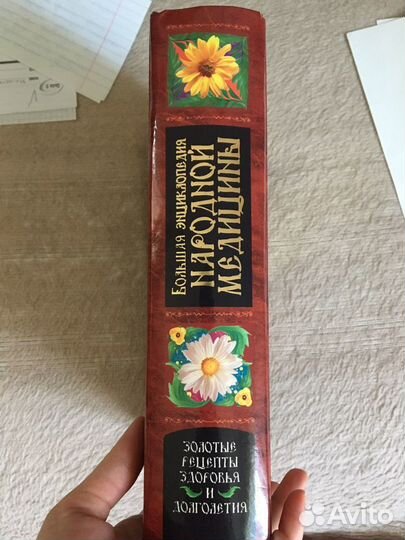 Большая энциклопедия
НАРОДНОЙ
МЕДИЦИНЫ
ЗОЛОТЫЕ
РЕЦЕПТЫ
ЗДОРОВЬЯ
И
ДОЛГОЛЕТИЯ
Avito